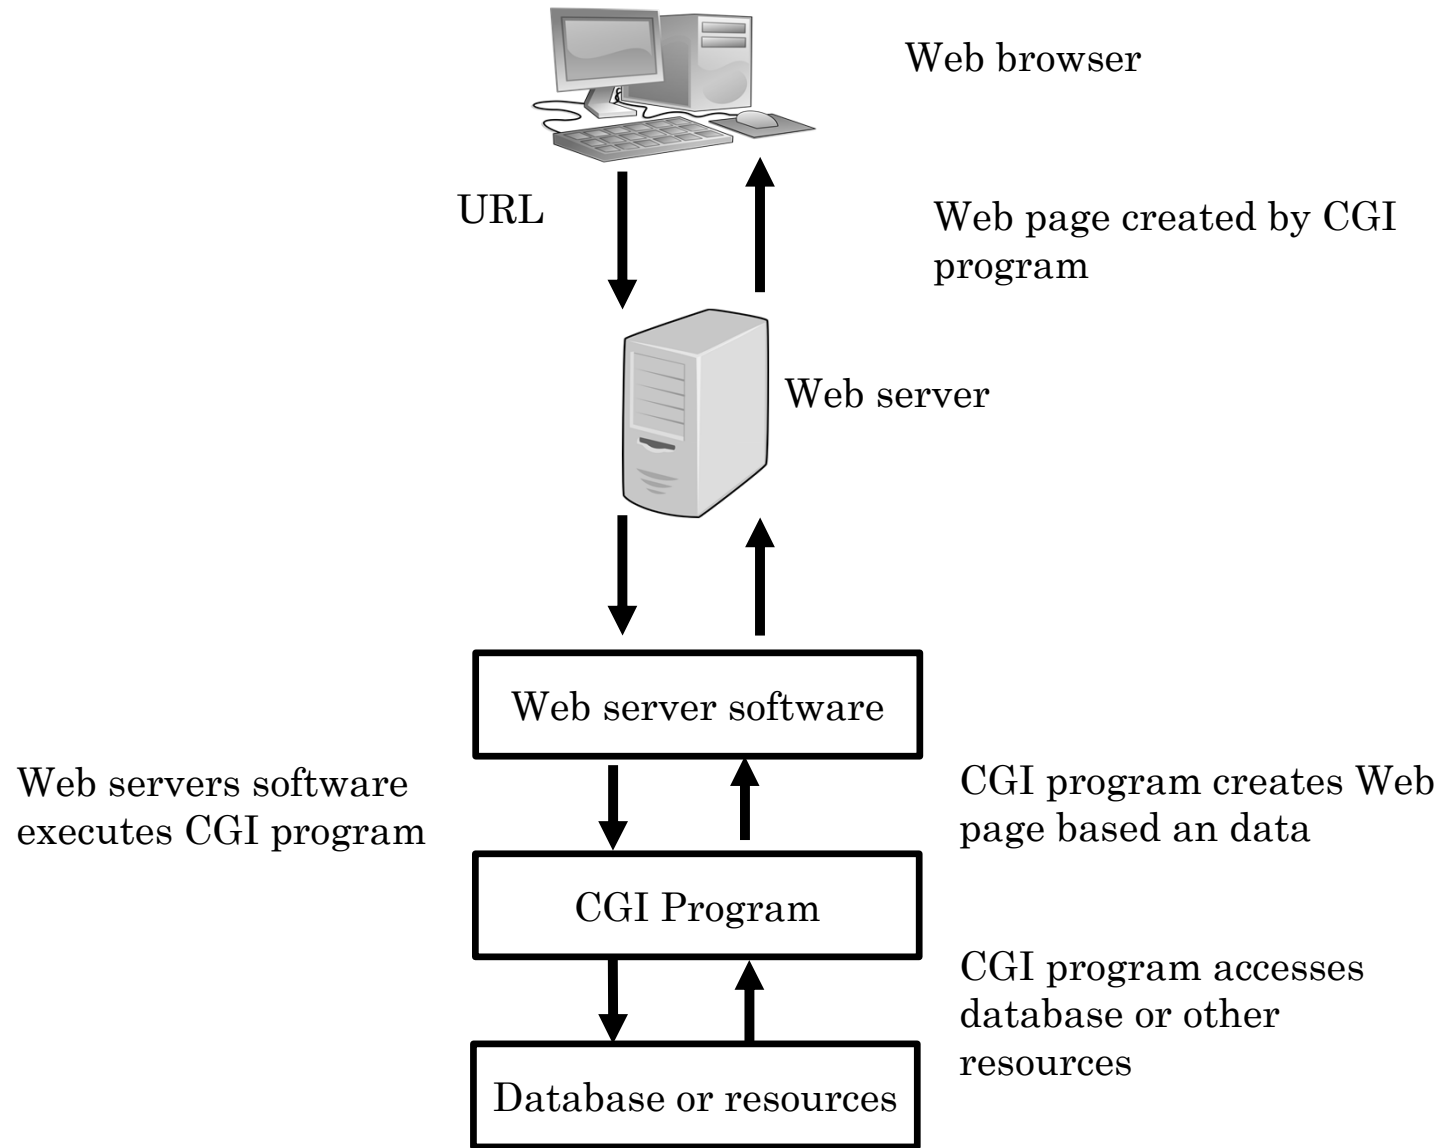 Web browser
URL
Web page created by CGI
program
Web server
Web server software
Web servers software
executes CGI program
CGI program creates Web
page based an data
CGI Program
CGI program accesses
database or other
resources
Database or resources